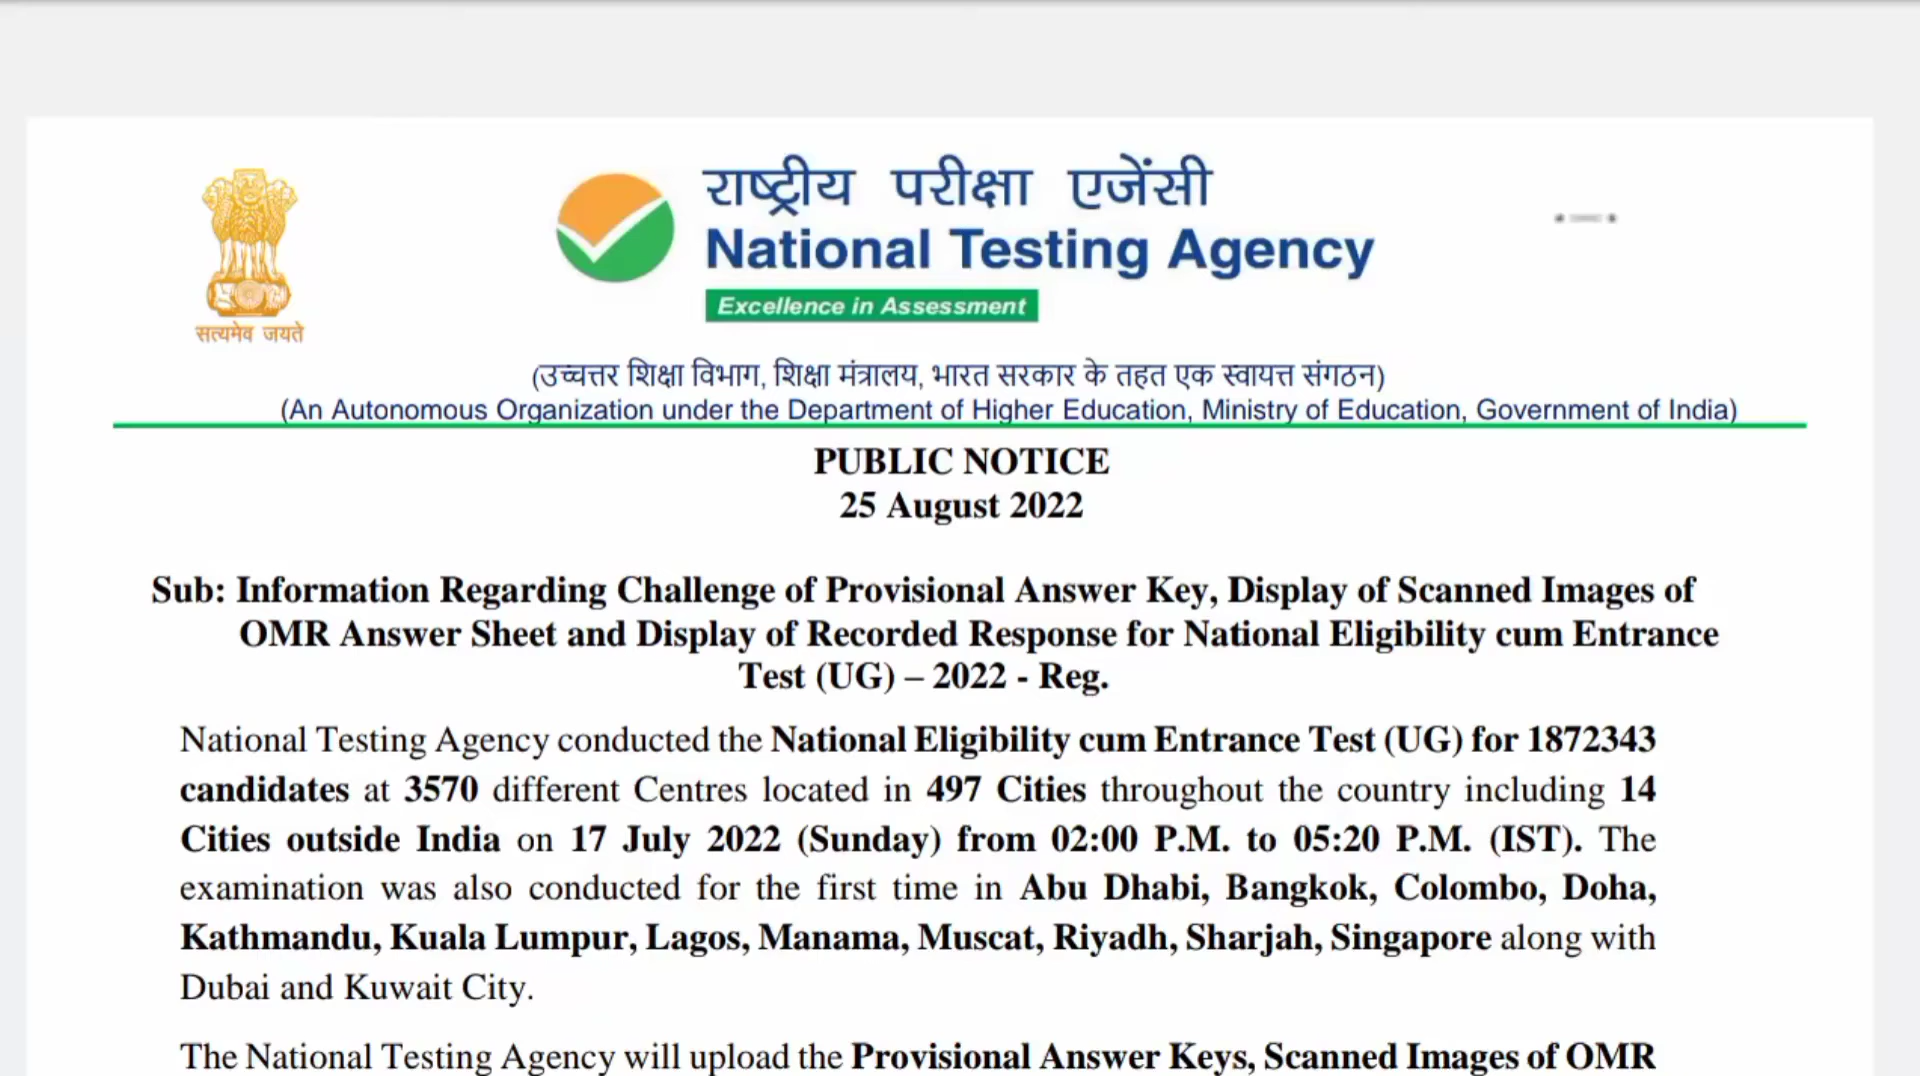 राष्ट्रीय परीक्षा एजेंसी
National Testing Agency
Excellence in Assessment
सत्यमेव जयते
(उच्चत्तर शिक्षा विभाग, शिक्षा मंत्रालय, भारत सरकार के तहत एक स्वायत्त संगठन)
(An Autonomous Organization under the Department of Higher Education, Ministry of Education, Government of India)
PUBLIC NOTICE
25 August 2022
Sub: Information Regarding Challenge of Provisional Answer Key, Display of Scanned Images of
OMR Answer Sheet and Display of Recorded Response for National Eligibility cum Entrance
Test (UG) – 2022 - Reg.
National Testing Agency conducted the National Eligibility cum Entrance Test (UG) for 1872343
candidates at 3570 different Centres located in 497 Cities throughout the country including 14
Cities outside India on 17 July 2022 (Sunday) from 02:00 P.M. to 05:20 P.M. (IST). The
examination was also conducted for the first time in Abu Dhabi, Bangkok, Colombo, Doha,
Kathmandu, Kuala Lumpur, Lagos, Manama, Muscat, Riyadh, Sharjah, Singapore along with
Dubai and Kuwait City.
The National Testing Agency will upload the Provisional Answer Keys, Scanned Images of OMR